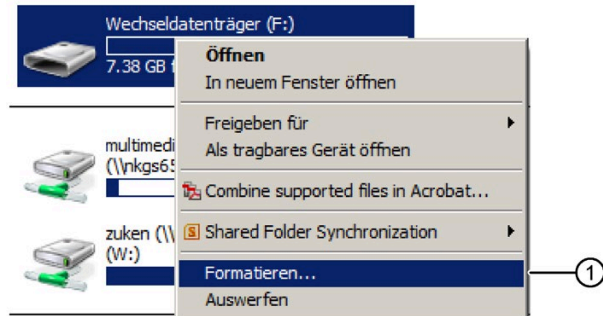 Wechseldatenträger (F:)
7.38 GB
Öffnen
In neuem Fenster öffnen
Freigeben für
Als tragbares Gerät öffnen
multimedi
(\\nkgs65
Combine supported files in Acrobat...
zuken (\\
(W:)
Shared Folder Synchronization
Formatieren...
1
Auswerfen